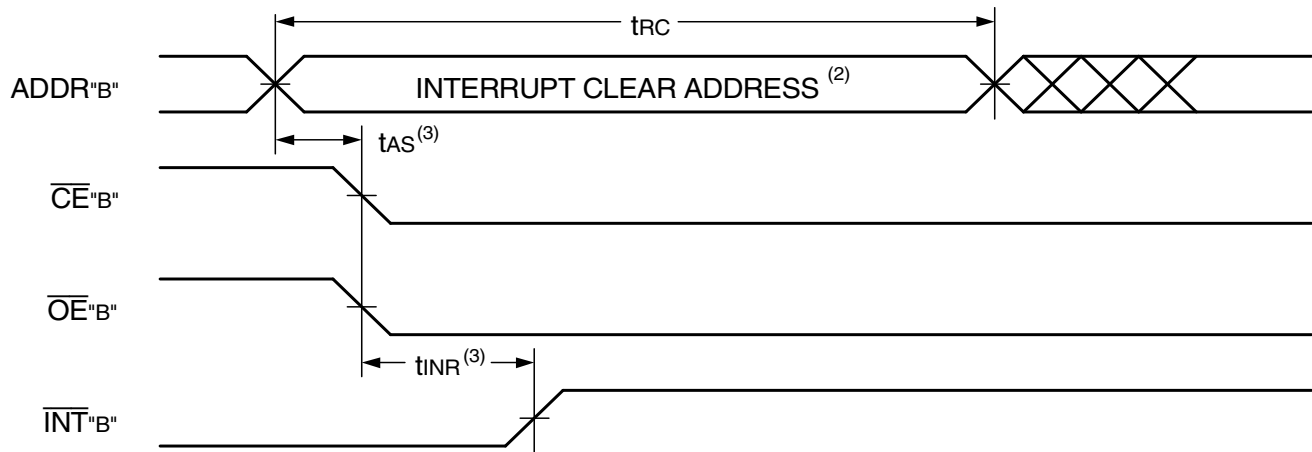 tRC
ADDR"B"
INTERRUPT CLEAR ADDRESS (2)
tAS(3)
CE"B"
OE"B"
tINR(3)
INT"B"